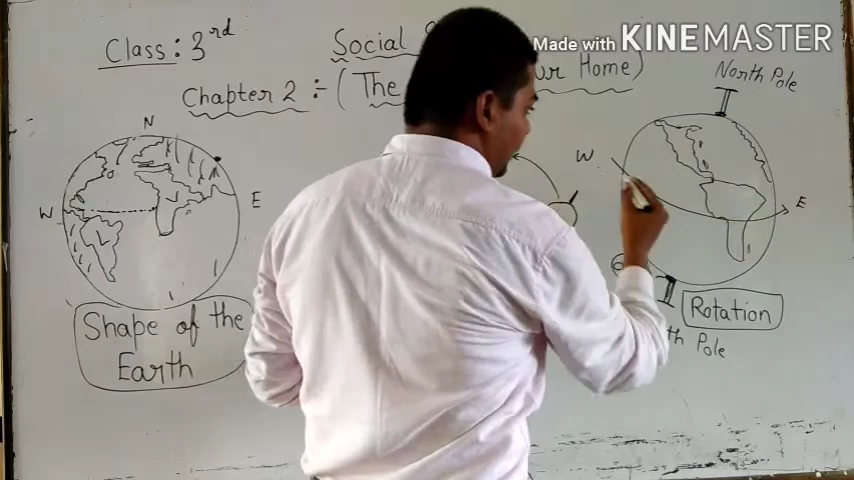 Made with KINEMASTER
Class : 3rd
Social
Chapter 2 :- (The
ur Home)
North Pole
N
W
E
W
E
Shape of the
Earth
Rotation
th Pole